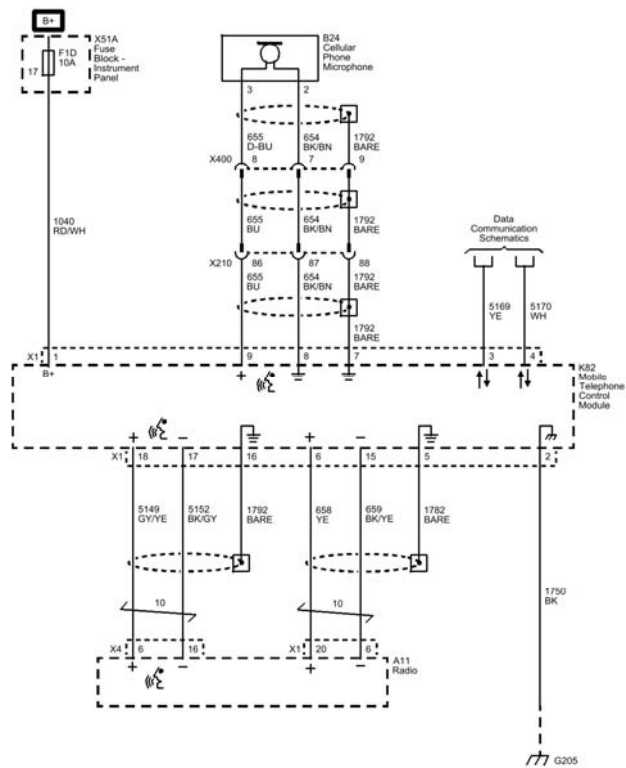 B+
X51A
Fuse
Block -
Instrument
Panel
F1D
10A
17
B24
Cellular
Phone
Microphone
3 2
655
D-BU
654
BK/BN
1792
BARE
X400 8 7 9
655
BU
654
BK/BN
1792
BARE
X210 86 87 88
655
BU
654
BK/BN
1792
BARE
1792
BARE
1040
RD/WH
Data
Communication
Schematics
5169
YE
5170
WH
X1 1 9 8 7 3 4
B+
+
K82
Mobile
Telephone
Control
Module
+ − + −
X1 18 17 16 6 15 5 2
5149
GY/YE
5152
BK/GY
1792
BARE
658
YE
659
BK/YE
1782
BARE
1750
BK
10 10
X4 6 16 X1 20 6
+ − + −
A11
Radio
G205